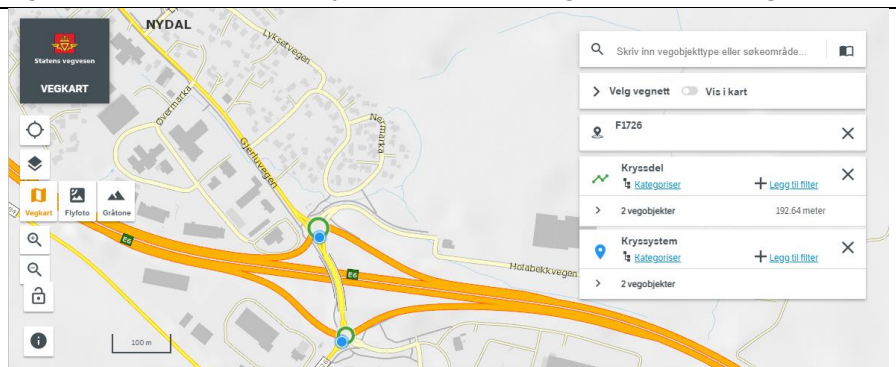 NYDAL
Lyksetvegen
Statens vegvesen
VEGKART
Skriv inn vegobjekttype eller søkeområde...
Velg vegnett
Vis i kart
F1726
Kryssdel
Kategoriser
Legg til filter
2 vegobjekter
192.64 meter
Kryssystem
Kategoriser
Legg til filter
2 vegobjekter
Øvermarka
Gjerluvegen
Nermarka
Vegkart
Flyfoto
Gråtone
E6
E6
Holabekkvegen
100 m